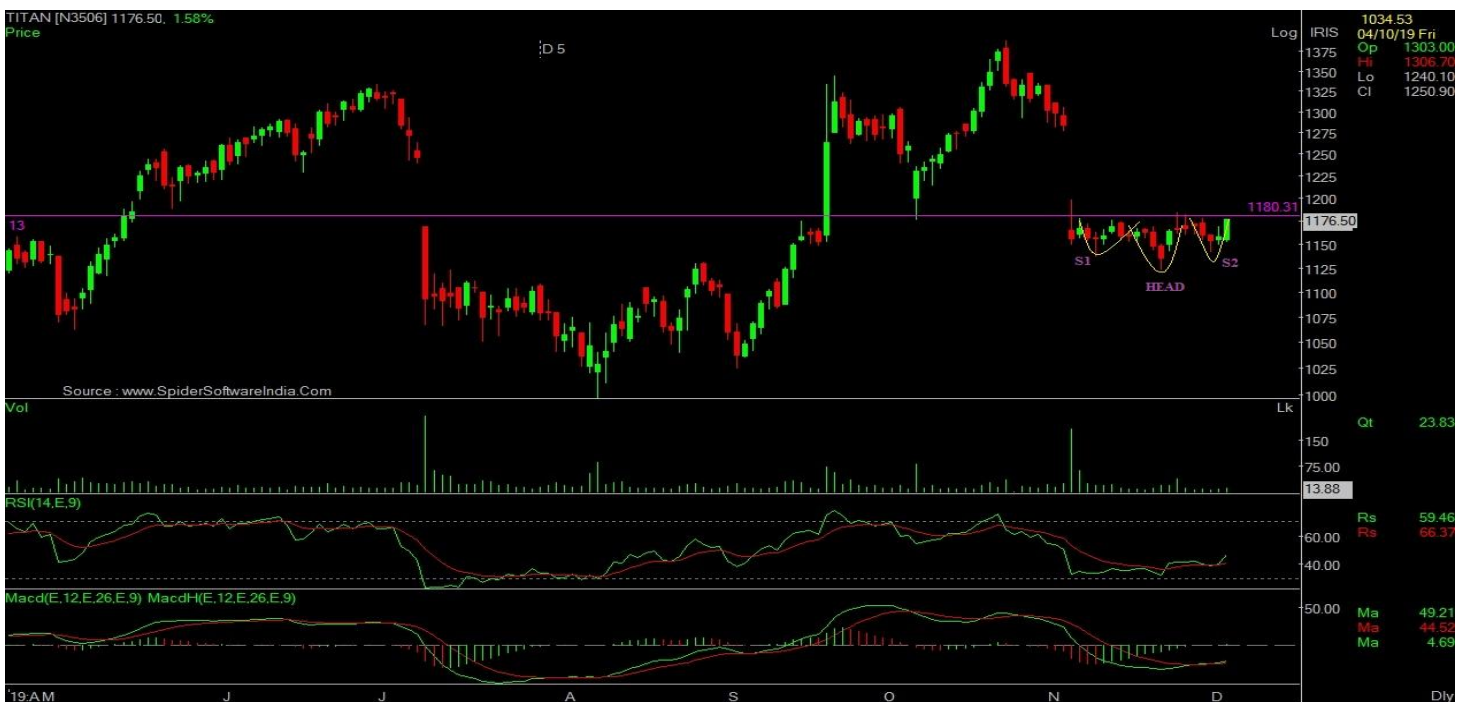 TITAN [N3506] 1176.50, 1.58%
Price
D 5
Log
IRIS
1034.53
04/10/19 Fri
Op 1303.00
Hi 1306.70
Lo 1240.10
Cl 1250.90
1375
1350
1325
1300
1275
1250
1225
1200
1180.31
1176.50
13
1150
1125
1100
1075
1050
1025
1000
S1
HEAD
S2
Source : www.SpiderSoftwareIndia.Com
Vol
Lk
Qt 23.83
150
75.00
13.88
RSI(14,E,9)
Rs 59.46
Rs 66.37
60.00
40.00
Macd(E,12,E,26,E,9) MacdH(E,12,E,26,E,9)
50.00
Ma 49.21
Ma 44.52
Ma 4.69
'19:A M J J A S O N D
Dly